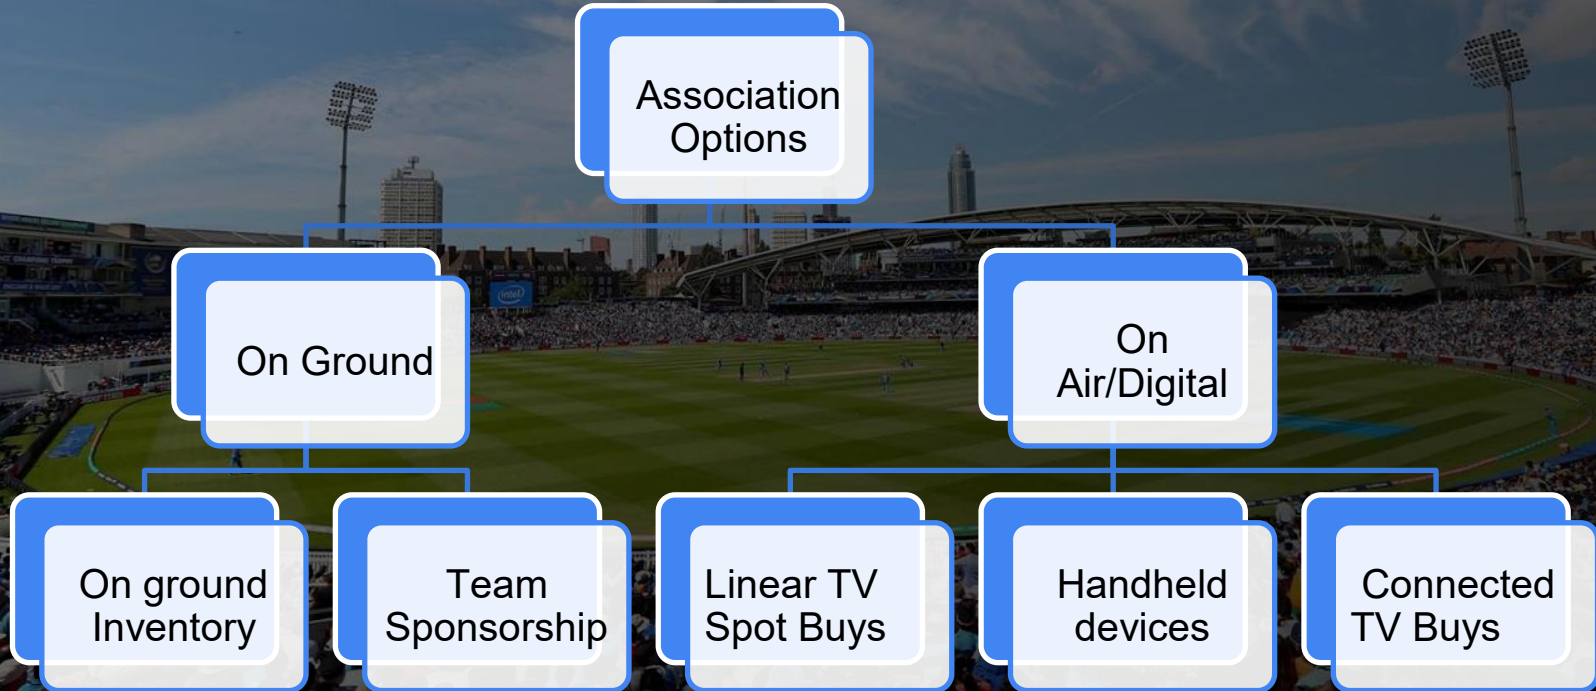 Association
Options
On Ground
On
Air/Digital
intel
On ground
Inventory
Team
Sponsorship
Linear TV
Spot Buys
Handheld
devices
Connected
TV Buys